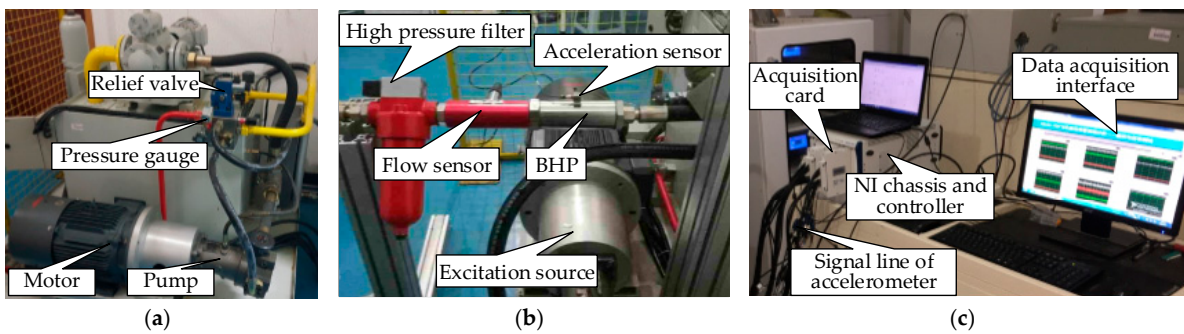 Relief valve
Pressure gauge
Motor
Pump
(a)
High pressure filter
Acceleration sensor
Flow sensor
BHP
Excitation source
(b)
Acquisition
card
Data acquisition
interface
NI chassis and
controller
Signal line of
accelerometer
(c)